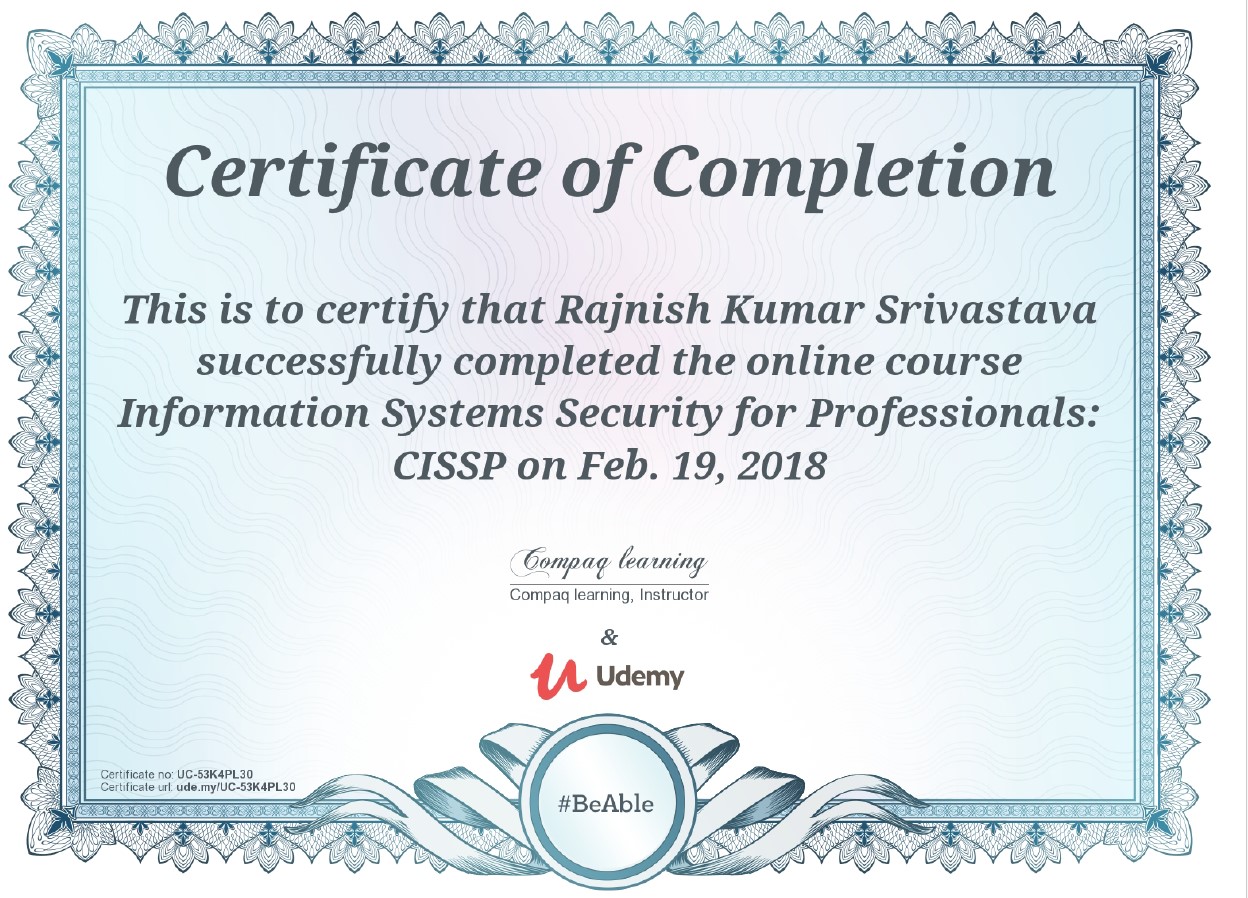 Certificate of Completion
This is to certify that Rajnish Kumar Srivastava
successfully completed the online course
Information Systems Security for Professionals:
CISSP on Feb. 19, 2018
Compaq learning
Compaq learning, Instructor
&
Udemy
Certificate no: UC-53K4PL30
Certificate url: ude.my/UC-53K4PL30
#BeAble